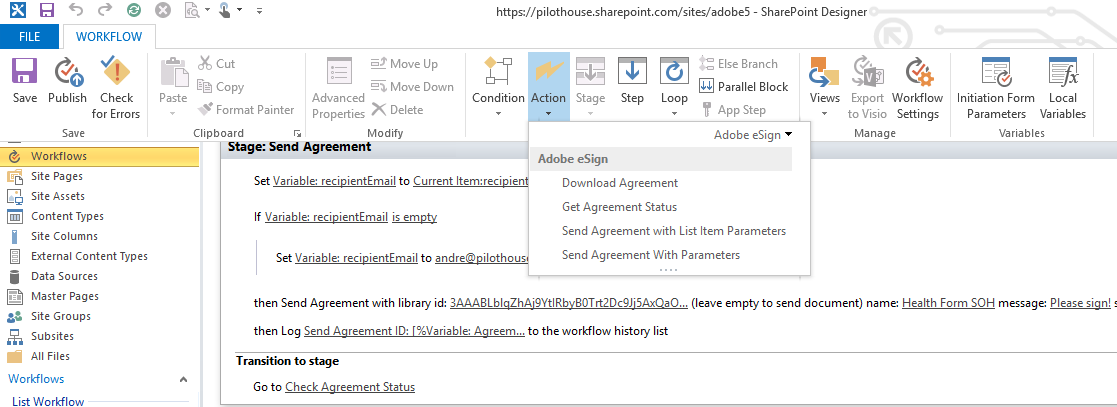 https://pilothouse.sharepoint.com/sites/adobe5 - SharePoint Designer
FILE WORKFLOW
Save Publish Check for Errors Paste Cut Copy Format Painter Advanced Properties Move Up Move Down Delete Condition Action Stage Step Loop Else Branch Parallel Block App Step Views Export to Visio Workflow Settings Initiation Form Parameters Local Variables
Save Clipboard Modify Manage Variables
Adobe eSign
Adobe eSign
Download Agreement
Get Agreement Status
Send Agreement with List Item Parameters
Send Agreement With Parameters
Workflows
Site Pages
Site Assets
Content Types
Site Columns
External Content Types
Data Sources
Master Pages
Site Groups
Subsites
All Files
Workflows
List Workflow
Stage: Send Agreement
Set Variable: recipientEmail to Current Item:recipient
If Variable: recipientEmail is empty
Set Variable: recipientEmail to andre@pilothouse
then Send Agreement with library id: 3AAABLblqZhAj9YtlRbyB0Trt2Dc9Jj5AxQaO... (leave empty to send document) name: Health Form SOH message: Please sign! s
then Log Send Agreement ID: [%Variable: Agreem... to the workflow history list
Transition to stage
Go to Check Agreement Status